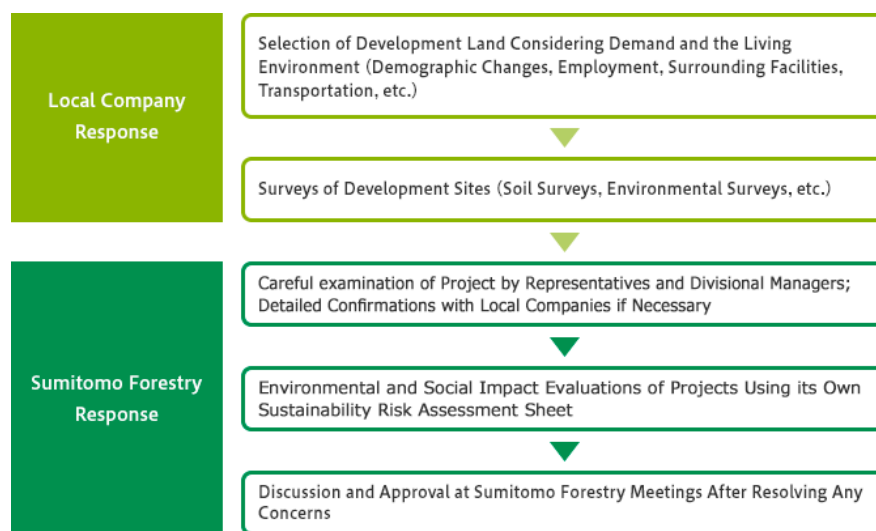 Local Company
Response
Selection of Development Land Considering Demand and the Living
Environment (Demographic Changes, Employment, Surrounding Facilities,
Transportation, etc.)
Surveys of Development Sites (Soil Surveys, Environmental Surveys, etc.)
Sumitomo Forestry
Response
Careful examination of Project by Representatives and Divisional Managers;
Detailed Confirmations with Local Companies if Necessary
Environmental and Social Impact Evaluations of Projects Using its Own
Sustainability Risk Assessment Sheet
Discussion and Approval at Sumitomo Forestry Meetings After Resolving Any
Concerns